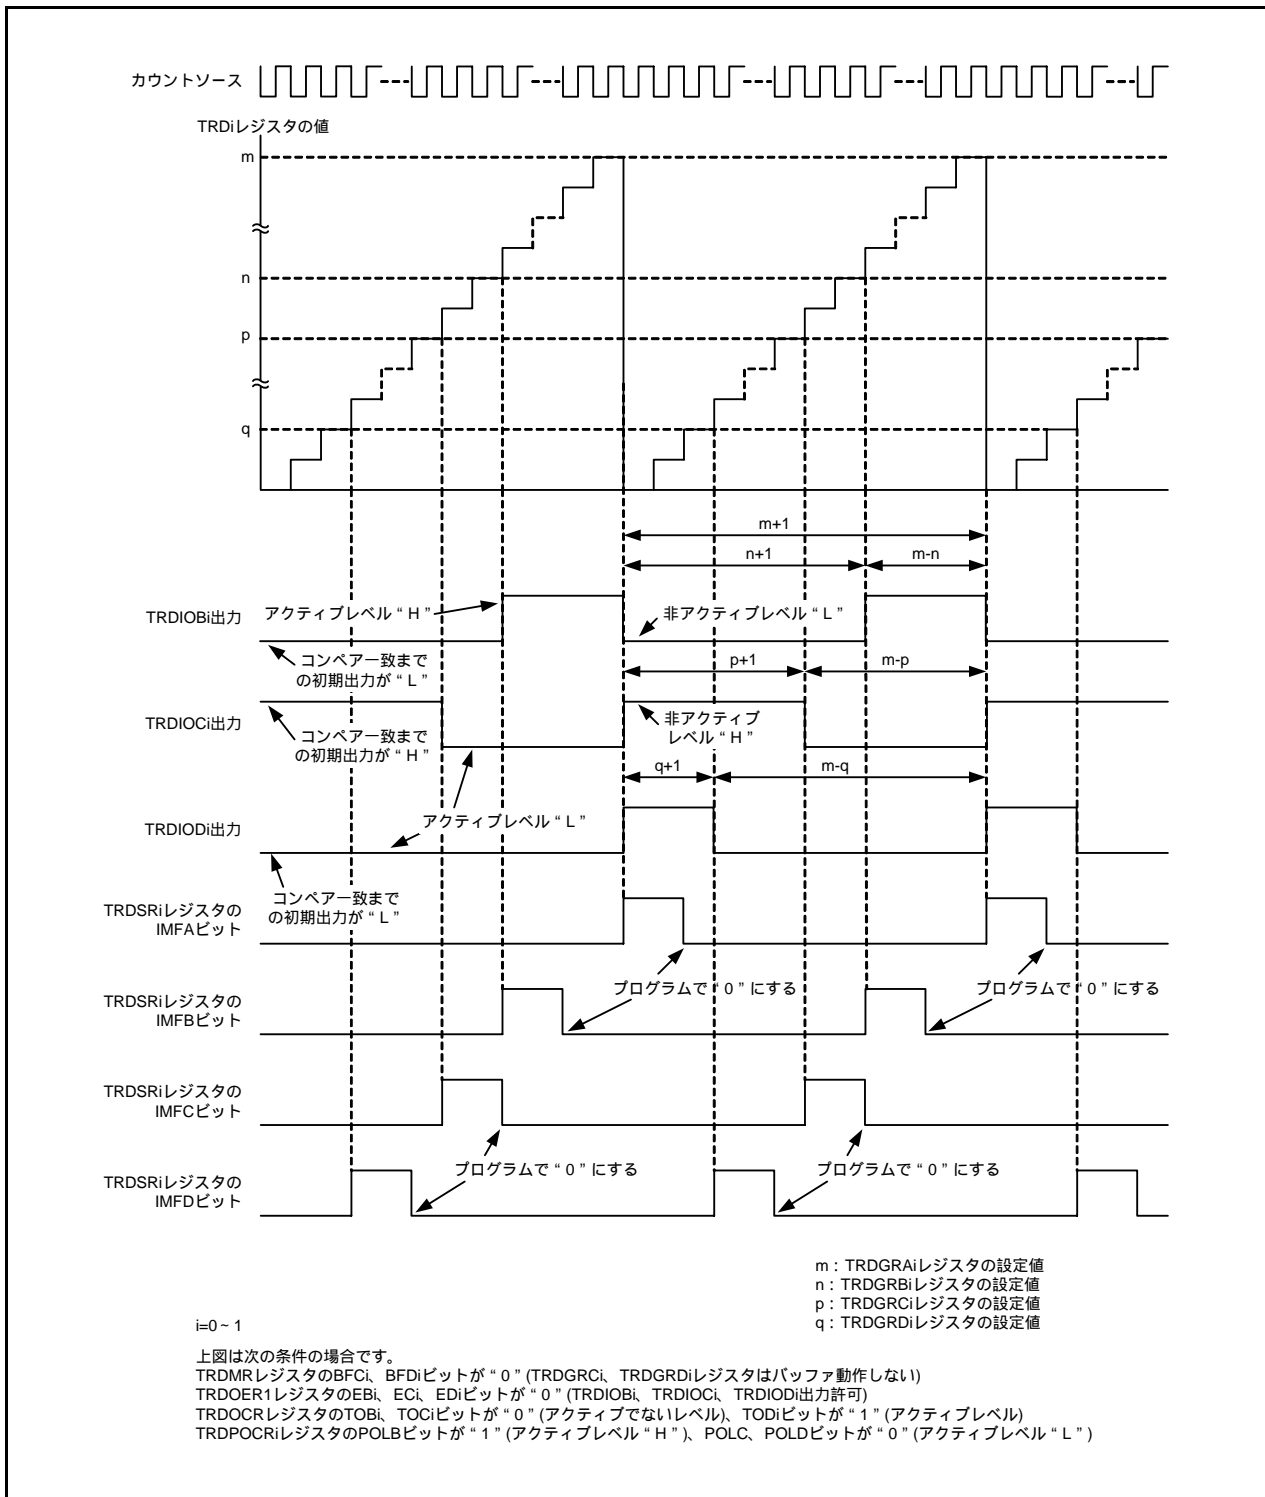 カウントソース
TRDiレジスタの値
m
n
p
q
m+1
n+1
m-n
TRDIOBi出力
アクティブレベル“H”
非アクティブレベル“L”
コンペア一致まで
の初期出力が“L”
p+1
m-p
TRDIOCi出力
コンペア一致まで
の初期出力が“H”
非アクティブ
レベル“H”
q+1
m-q
TRDIODi出力
アクティブレベル“L”
コンペア一致まで
の初期出力が“L”
TRDSRiレジスタの
IMFAビット
プログラムで“0”にする
プログラムで“0”にする
TRDSRiレジスタの
IMFBビット
TRDSRiレジスタの
IMFCビット
プログラムで“0”にする
プログラムで“0”にする
TRDSRiレジスタの
IMFDビット
m:TRDGRAiレジスタの設定値
n:TRDGRBiレジスタの設定値
p:TRDGRCiレジスタの設定値
q:TRDGRDiレジスタの設定値
i=0~1
上図は次の条件の場合です。
TRDMRレジスタのBFCi、BFDiビットが“0”(TRDGRCi、TRDGRDiレジスタはバッファ動作しない)
TRDOER1レジスタのEBi、ECi、EDiビットが“0”(TRDIOBi、TRDIOCi、TRDIODi出力許可)
TRDOCRレジスタのTOBi、TOCiビットが“0”(アクティブでないレベル)、TODiビットが“1”(アクティブレベル)
TRDPOCRiレジスタのPOLBビットが“1”(アクティブレベル“H”)、POLC、POLDビットが“0”(アクティブレベル“L”)